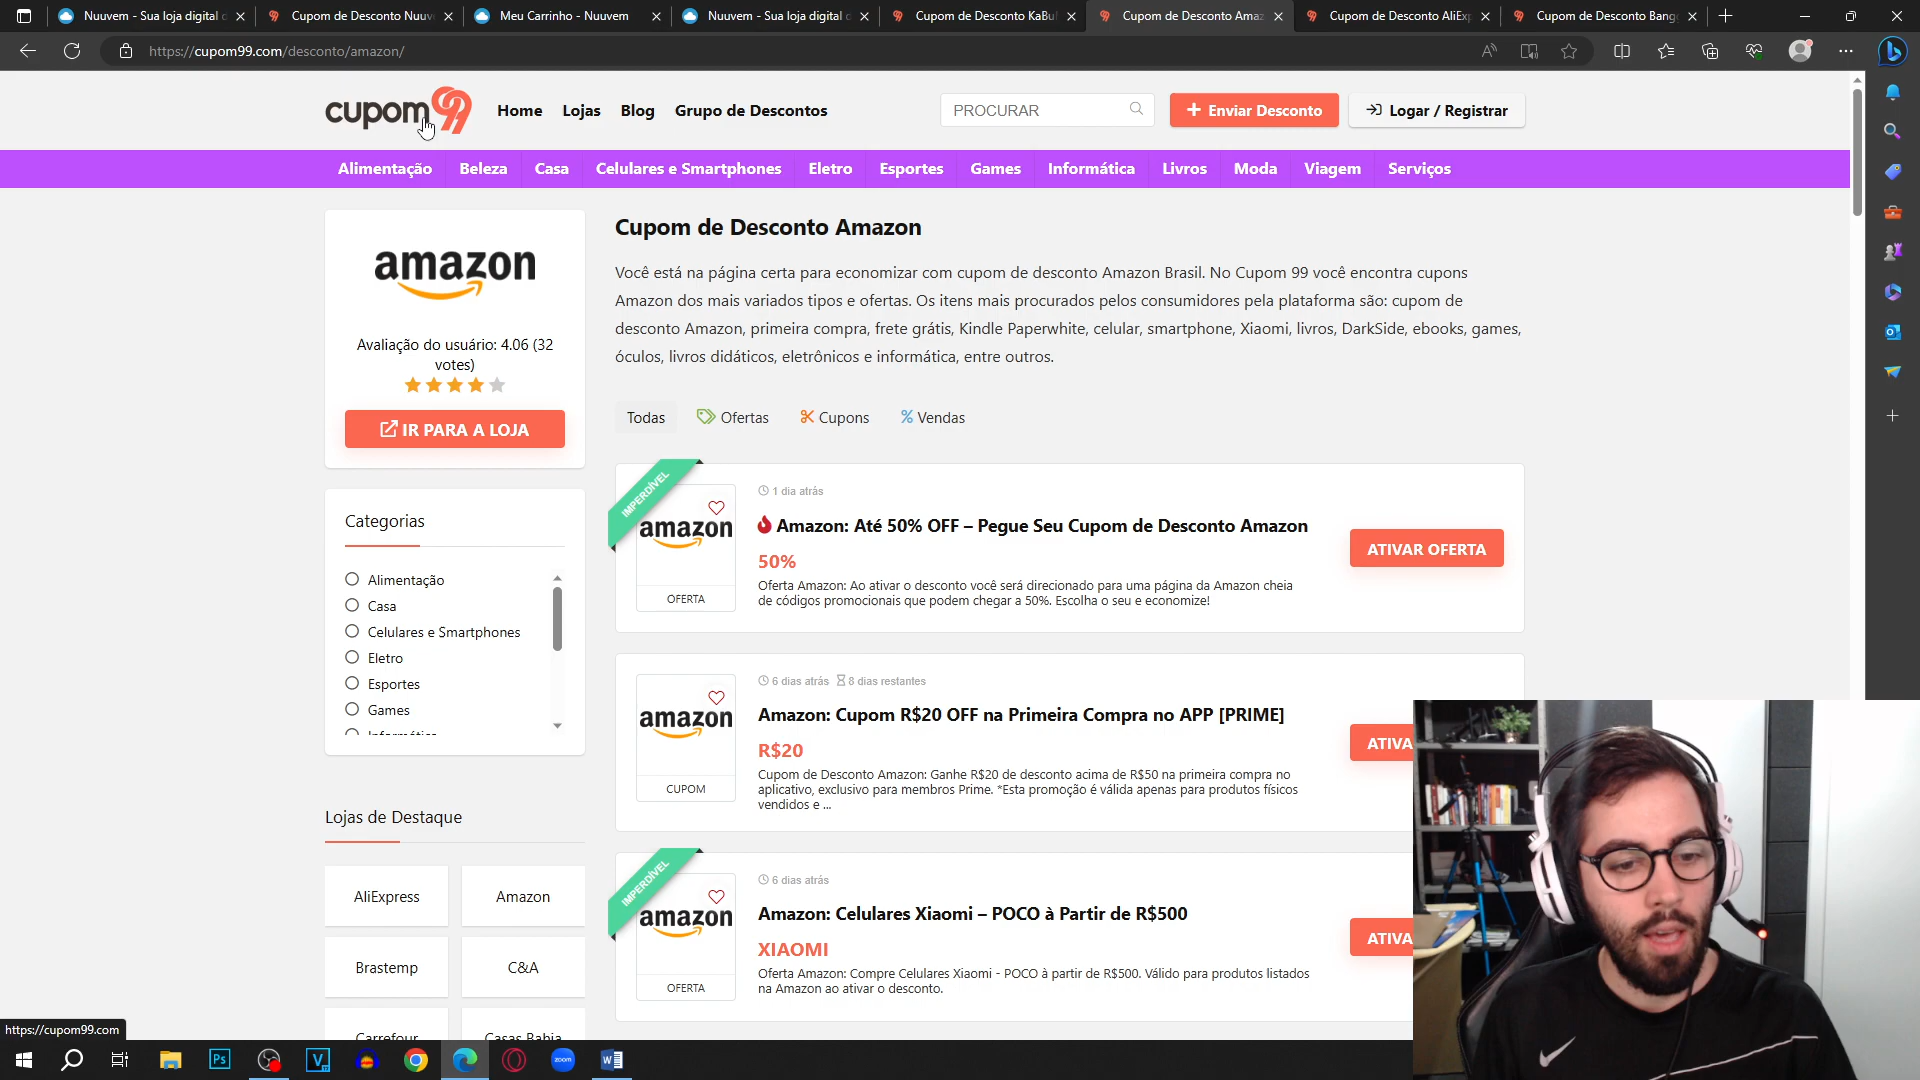 Nuuvem - Sua loja digital
Cupom de Desconto Nuuv
Meu Carrinho - Nuuvem
Nuuvem - Sua loja digital
Cupom de Desconto KaBu
Cupom de Desconto Ama
Cupom de Desconto AliEx
Cupom de Desconto Bang
https://cupom99.com/desconto/amazon/
cupom99
Home
Lojas
Blog
Grupo de Descontos
PROCURAR
Enviar Desconto
Logar / Registrar
Alimentação
Beleza
Casa
Celulares e Smartphones
Eletro
Esportes
Games
Informática
Livros
Moda
Viagem
Serviços
amazon
Avaliação do usuário: 4.06 (32
votes)
IR PARA A LOJA
Categorias
Alimentação
Casa
Celulares e Smartphones
Eletro
Esportes
Games
Informática
Lojas de Destaque
AliExpress
Amazon
Brastemp
C&A
Carrefour
Casas Bahia
Cupom de Desconto Amazon
Você está na página certa para economizar com cupom de desconto Amazon Brasil. No Cupom 99 você encontra cupons
Amazon dos mais variados tipos e ofertas. Os itens mais procurados pelos consumidores pela plataforma são: cupom de
desconto Amazon, primeira compra, frete grátis, Kindle Paperwhite, celular, smartphone, Xiaomi, livros, DarkSide, ebooks, games,
óculos, livros didáticos, eletrônicos e informática, entre outros.
Todas
Ofertas
Cupons
% Vendas
IMPERDÍVEL
amazon
OFERTA
1 dia atrás
Amazon: Até 50% OFF – Pegue Seu Cupom de Desconto Amazon
50%
Oferta Amazon: Ao ativar o desconto você será direcionado para uma página da Amazon cheia
de códigos promocionais que podem chegar a 50%. Escolha o seu e economize!
ATIVAR OFERTA
amazon
CUPOM
6 dias atrás
8 dias restantes
Amazon: Cupom R$20 OFF na Primeira Compra no APP [PRIME]
R$20
Cupom de Desconto Amazon: Ganhe R$20 de desconto acima de R$50 na primeira compra no
aplicativo, exclusivo para membros Prime. *Esta promoção é válida apenas para produtos físicos
vendidos e ...
ATIVA
IMPERDÍVEL
amazon
OFERTA
6 dias atrás
Amazon: Celulares Xiaomi – POCO à Partir de R$500
XIAOMI
Oferta Amazon: Compre Celulares Xiaomi - POCO à partir de R$500. Válido para produtos listados
na Amazon ao ativar o desconto.
ATIVA
https://cupom99.com
Ps
V
zoom
W